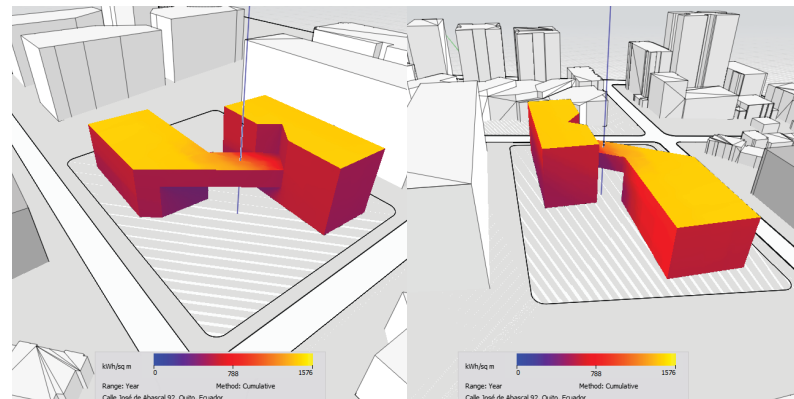 kWh/sq m
0 788 1576
Range: Year Method: Cumulative
Calle José de Abascal 92, Quito, Ecuador
kWh/sq m
0 788 1576
Range: Year Method: Cumulative
Calle José de Abascal 92, Quito, Ecuador